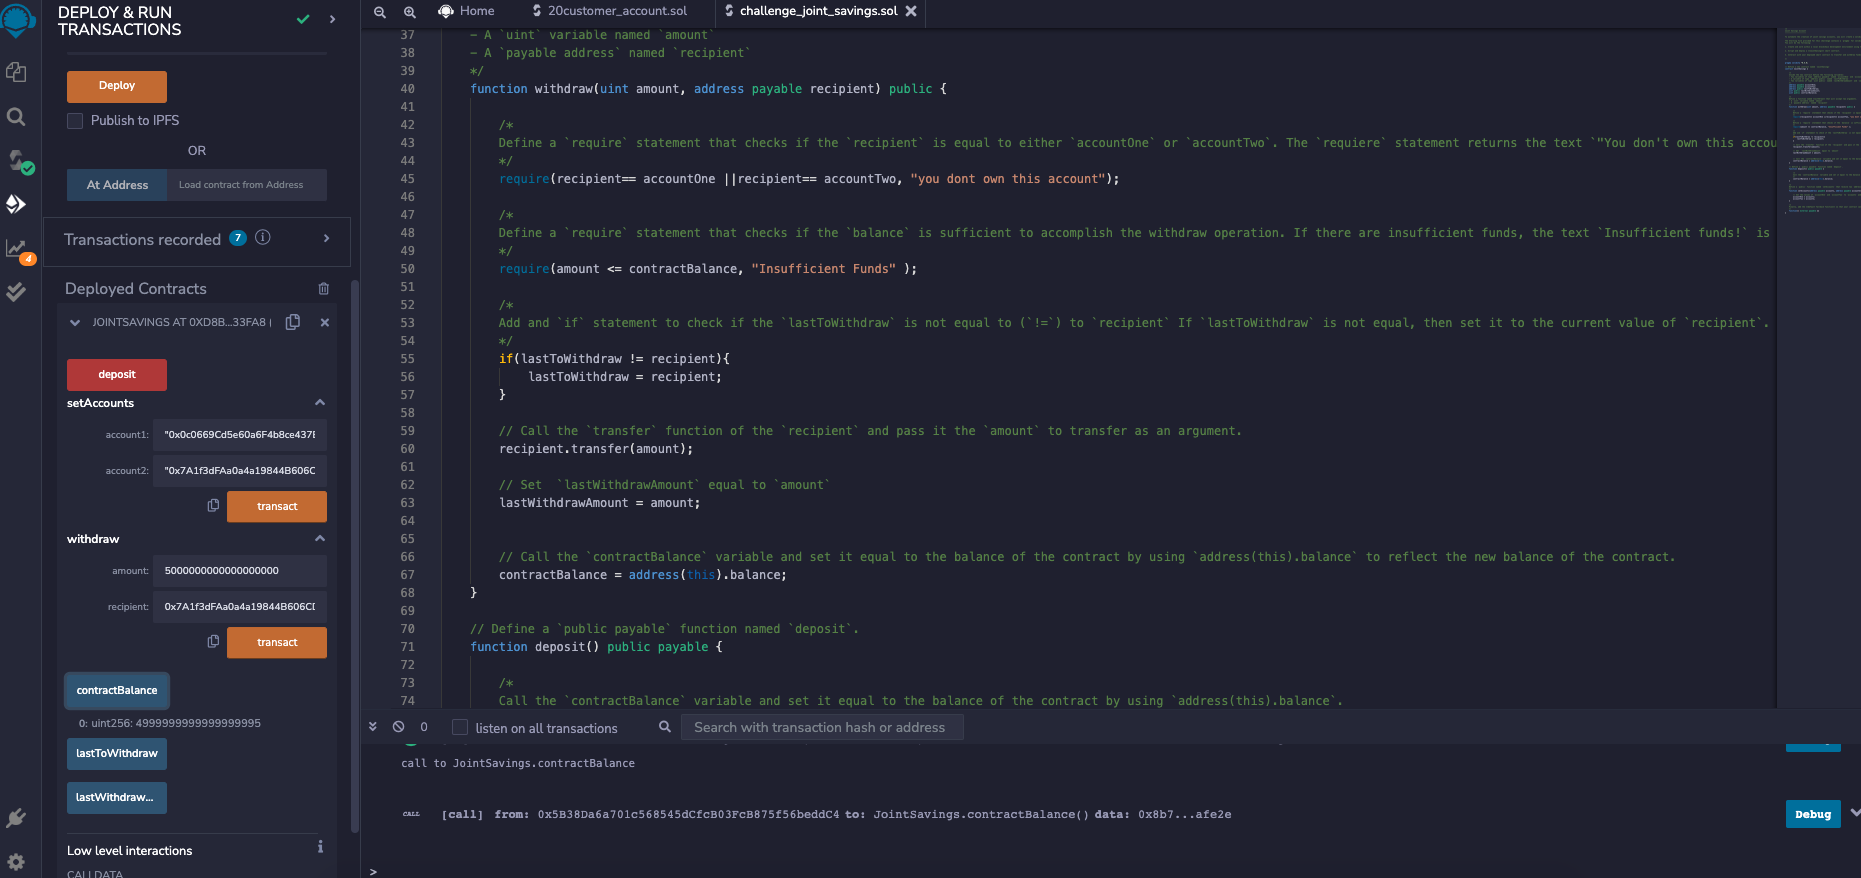 DEPLOY & RUN
TRANSACTIONS
Deploy
Publish to IPFS
OR
At Address
Load contract from Address
Transactions recorded 7
4
Deployed Contracts
JOINTSAVINGS AT 0XD8B...33FA8 (
deposit
setAccounts
account1: "0x0c0669Cd5e60a6F4b8ce437E
account2: "0x7A1f3dFAa0a4a19844B606C
transact
withdraw
amount: 5000000000000000000
recipient: 0x7A1f3dFAa0a4a19844B606CD
transact
contractBalance
0: uint256: 4999999999999999995
lastToWithdraw
lastWithdraw...
Low level interactions
CALLDATA
Home
20customer_account.sol
challenge_joint_savings.sol
37 - A `uint` variable named `amount`
38 - A `payable address` named `recipient`
39 */
40 function withdraw(uint amount, address payable recipient) public {
41
42 /*
43 Define a `require` statement that checks if the `recipient` is equal to either `accountOne` or `accountTwo`. The `requiere` statement returns the text `"You don't own this accou
44 */
45 require(recipient== accountOne ||recipient== accountTwo, "you dont own this account");
46
47 /*
48 Define a `require` statement that checks if the `balance` is sufficient to accomplish the withdraw operation. If there are insufficient funds, the text `Insufficient funds!` is
49 */
50 require(amount <= contractBalance, "Insufficient Funds" );
51
52 /*
53 Add and `if` statement to check if the `lastToWithdraw` is not equal to (`!=`) to `recipient` If `lastToWithdraw` is not equal, then set it to the current value of `recipient`.
54 */
55 if(lastToWithdraw != recipient){
56 lastToWithdraw = recipient;
57 }
58
59 // Call the `transfer` function of the `recipient` and pass it the `amount` to transfer as an argument.
60 recipient.transfer(amount);
61
62 // Set  `lastWithdrawAmount` equal to `amount`
63 lastWithdrawAmount = amount;
64
65
66 // Call the `contractBalance` variable and set it equal to the balance of the contract by using `address(this).balance` to reflect the new balance of the contract.
67 contractBalance = address(this).balance;
68 }
69
70 // Define a `public payable` function named `deposit`.
71 function deposit() public payable {
72
73 /*
74 Call the `contractBalance` variable and set it equal to the balance of the contract by using `address(this).balance`.
0
listen on all transactions
Search with transaction hash or address
call to JointSavings.contractBalance
CALL [call] from: 0x5B38Da6a701c568545dCfcB03FcB875f56beddC4 to: JointSavings.contractBalance() data: 0x8b7...afe2e
Debug
>